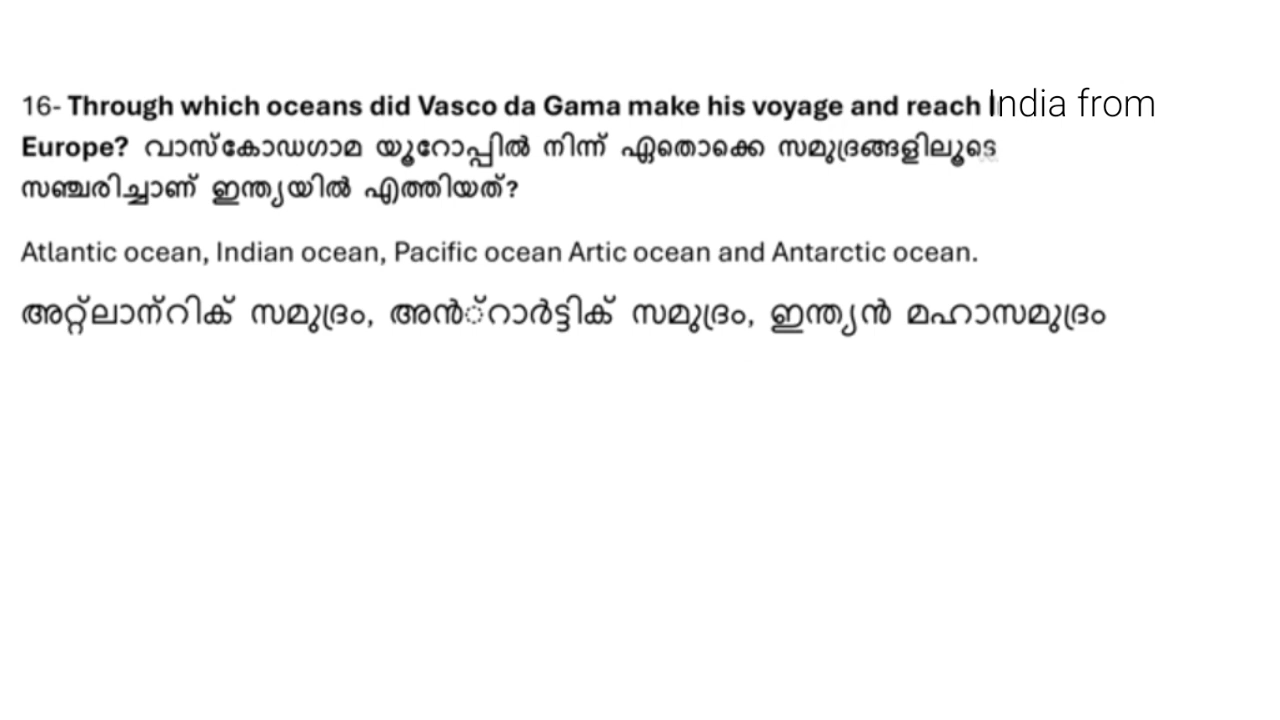 16- Through which oceans did Vasco da Gama make his voyage and reach India from
Europe? വാസ്കോഡഗാമ യൂറോപ്പിൽ നിന്ന് ഏതൊക്കെ സമുദ്രങ്ങളിലൂടെ
സഞ്ചരിച്ചാണ് ഇന്ത്യയിൽ എത്തിയത്?
Atlantic ocean, Indian ocean, Pacific ocean Artic ocean and Antarctic ocean.
അറ്റ്ലാന്റിക് സമുദ്രം, അൻ്റാർട്ടിക് സമുദ്രം, ഇന്ത്യൻ മഹാസമുദ്രം